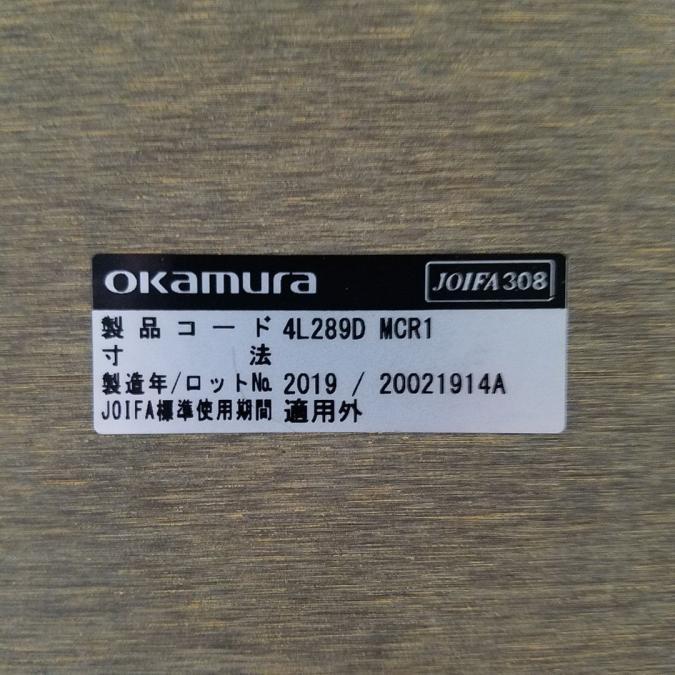 okamura
JOIFA308
製品コード 4L289D MCR1
寸法
製造年/ロットNo. 2019 / 20021914A
JOIFA標準使用期間 適用外